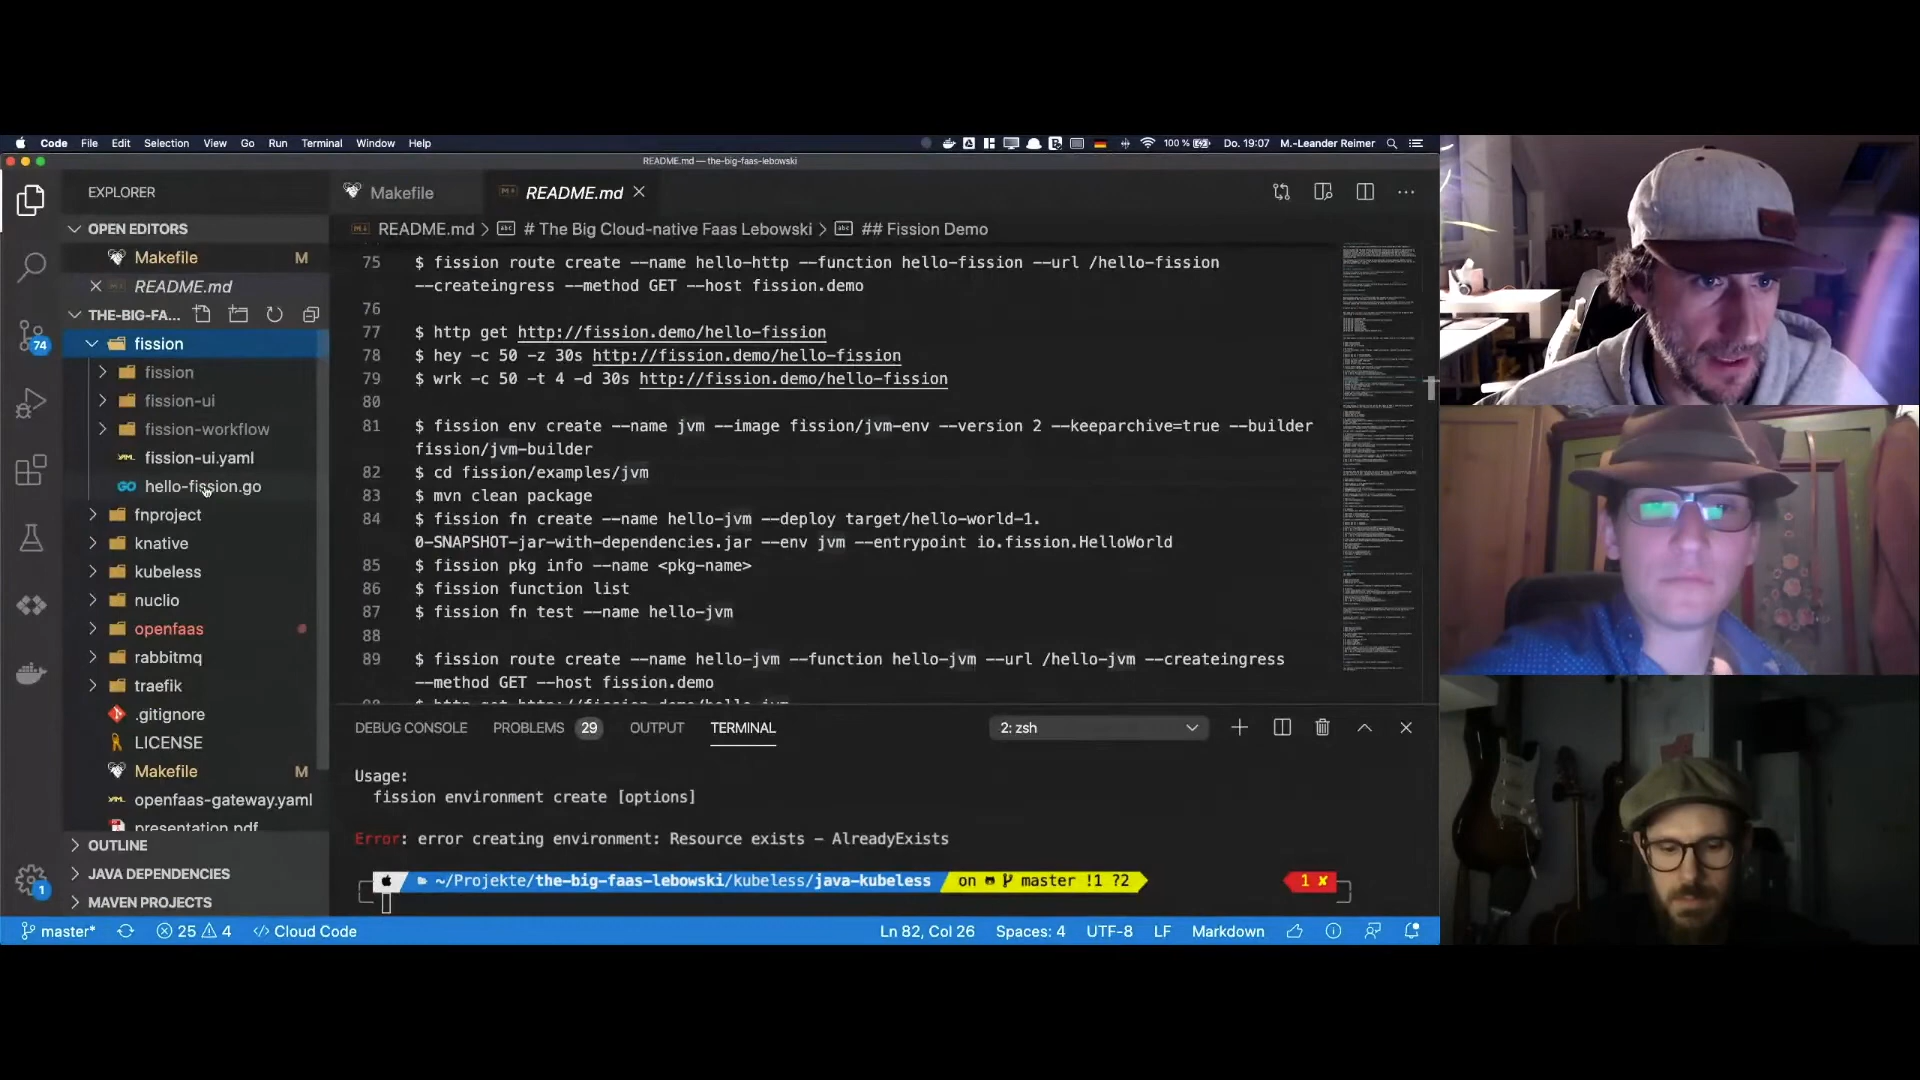 Code File Edit Selection View Go Run Terminal Window Help
100 % Do. 19:07 M.-Leander Reimer
README.md — the-big-faas-lebowski
EXPLORER
OPEN EDITORS
Makefile M
README.md
THE-BIG-FA...
fission
fission
fission-ui
fission-workflow
fission-ui.yaml
hello-fission.go
fnproject
knative
kubeless
nuclio
openfaas
rabbitmq
traefik
.gitignore
LICENSE
Makefile M
openfaas-gateway.yaml
presentation.pdf
OUTLINE
JAVA DEPENDENCIES
MAVEN PROJECTS
74
1
Makefile README.md
README.md > # The Big Cloud-native Faas Lebowski > ## Fission Demo
75 $ fission route create --name hello-http --function hello-fission --url /hello-fission
--createingress --method GET --host fission.demo
76
77 $ http get http://fission.demo/hello-fission
78 $ hey -c 50 -z 30s http://fission.demo/hello-fission
79 $ wrk -c 50 -t 4 -d 30s http://fission.demo/hello-fission
80
81 $ fission env create --name jvm --image fission/jvm-env --version 2 --keeparchive=true --builder
fission/jvm-builder
82 $ cd fission/examples/jvm
83 $ mvn clean package
84 $ fission fn create --name hello-jvm --deploy target/hello-world-1.
0-SNAPSHOT-jar-with-dependencies.jar --env jvm --entrypoint io.fission.HelloWorld
85 $ fission pkg info --name <pkg-name>
86 $ fission function list
87 $ fission fn test --name hello-jvm
88
89 $ fission route create --name hello-jvm --function hello-jvm --url /hello-jvm --createingress
--method GET --host fission.demo
DEBUG CONSOLE PROBLEMS 29 OUTPUT TERMINAL 2: zsh
Usage:
fission environment create [options]
Error: error creating environment: Resource exists - AlreadyExists
~/Projekte/the-big-faas-lebowski/kubeless/java-kubeless on master !1 ?2 1 ✘
master* 25 4 Cloud Code Ln 82, Col 26 Spaces: 4 UTF-8 LF Markdown